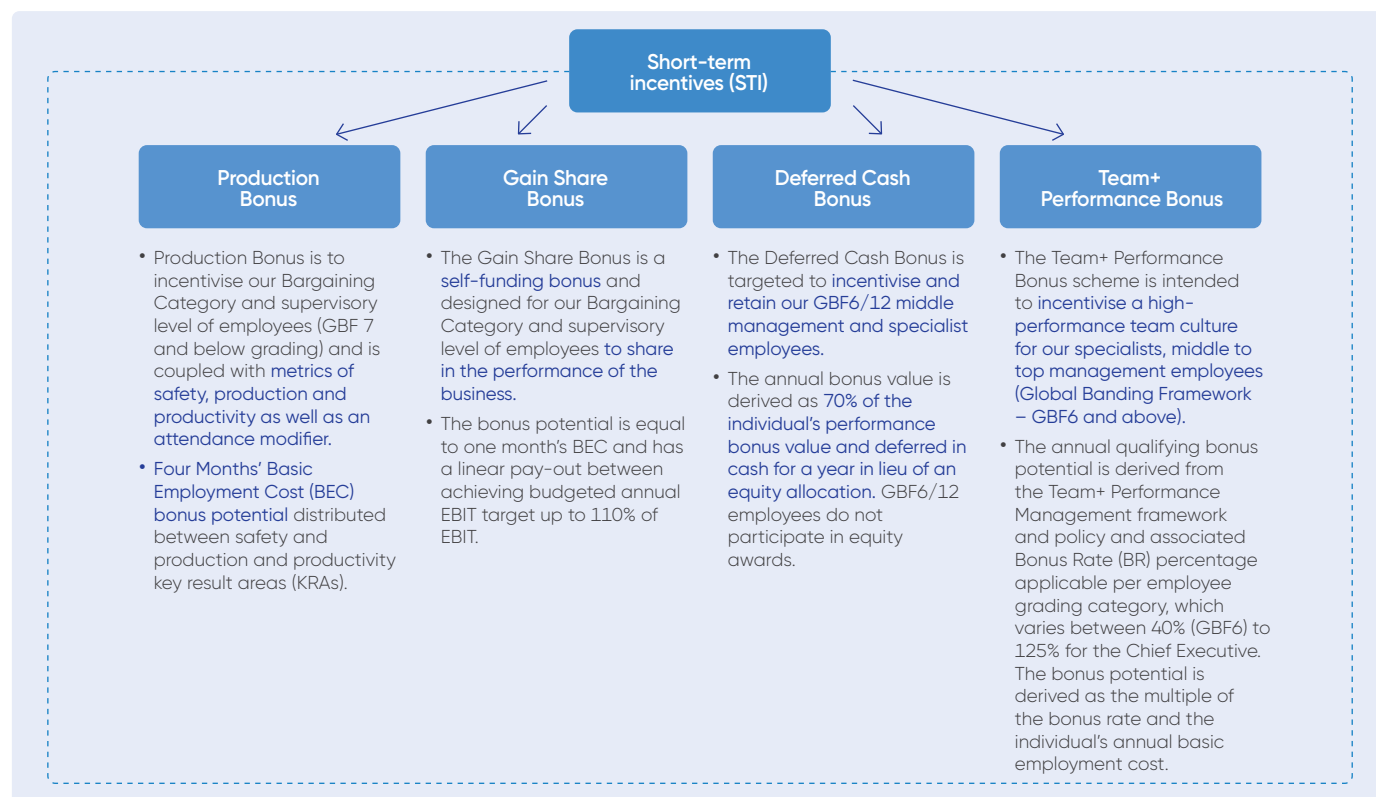 Short-term
incentives (STI)
Production
Bonus
• Production Bonus is to
incentivise our Bargaining
Category and supervisory
level of employees (GBF 7
and below grading) and is
coupled with metrics of
safety, production and
productivity as well as an
attendance modifier.
• Four Months’ Basic
Employment Cost (BEC)
bonus potential distributed
between safety and
production and productivity
key result areas (KRAs).
Gain Share
Bonus
• The Gain Share Bonus is a
self-funding bonus and
designed for our Bargaining
Category and supervisory
level of employees to share
in the performance of the
business.
• The bonus potential is equal
to one month’s BEC and has
a linear pay-out between
achieving budgeted annual
EBIT target up to 110% of
EBIT.
Deferred Cash
Bonus
• The Deferred Cash Bonus is
targeted to incentivise and
retain our GBF6/12 middle
management and specialist
employees.
• The annual bonus value is
derived as 70% of the
individual’s performance
bonus value and deferred in
cash for a year in lieu of an
equity allocation. GBF6/12
employees do not
participate in equity
awards.
Team+
Performance Bonus
• The Team+ Performance
Bonus scheme is intended
to incentivise a high-
performance team culture
for our specialists, middle to
top management employees
(Global Banding Framework
– GBF6 and above).
• The annual qualifying bonus
potential is derived from
the Team+ Performance
Management framework
and policy and associated
Bonus Rate (BR) percentage
applicable per employee
grading category, which
varies between 40% (GBF6) to
125% for the Chief Executive.
The bonus potential is
derived as the multiple of
the bonus rate and the
individual’s annual basic
employment cost.